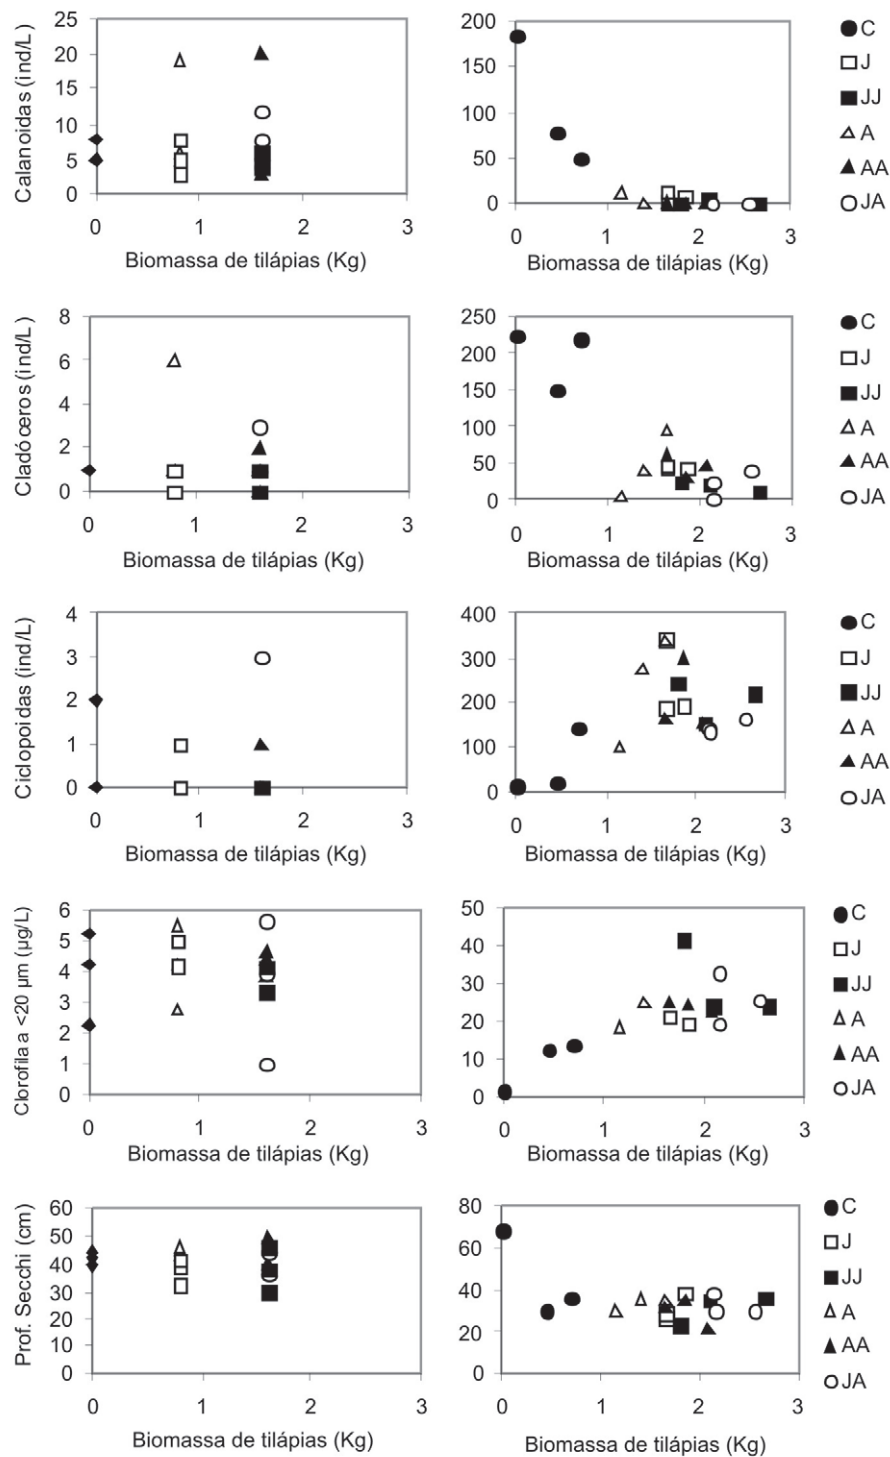 Calanoidas (ind/L)
25
20
15
10
5
0
0 1 2 3
Biomassa de tilápias (Kg)
200
150
100
50
0
0 1 2 3
Biomassa de tilápias (Kg)
C
J
JJ
A
AA
JA
Cladóceros (ind/L)
8
6
4
2
0
0 1 2 3
Biomassa de tilápias (Kg)
250
200
150
100
50
0
0 1 2 3
Biomassa de tilápias (Kg)
C
J
JJ
A
AA
JA
Ciclopoidas (ind/L)
4
3
2
1
0
0 1 2 3
Biomassa de tilápias (Kg)
400
300
200
100
0
0 1 2 3
Biomassa de tilápias (Kg)
C
J
JJ
A
AA
JA
Clorofila a <20 µm (µg/L)
6
5
4
3
2
1
0
0 1 2 3
Biomassa de tilápias (Kg)
50
40
30
20
10
0
0 1 2 3
Biomassa de tilápias (Kg)
C
J
JJ
A
AA
JA
Prof. Secchi (cm)
60
50
40
30
20
10
0
0 1 2 3
Biomassa de tilápias (Kg)
80
60
40
20
0
0 1 2 3
Biomassa de tilápias (Kg)
C
J
JJ
A
AA
JA